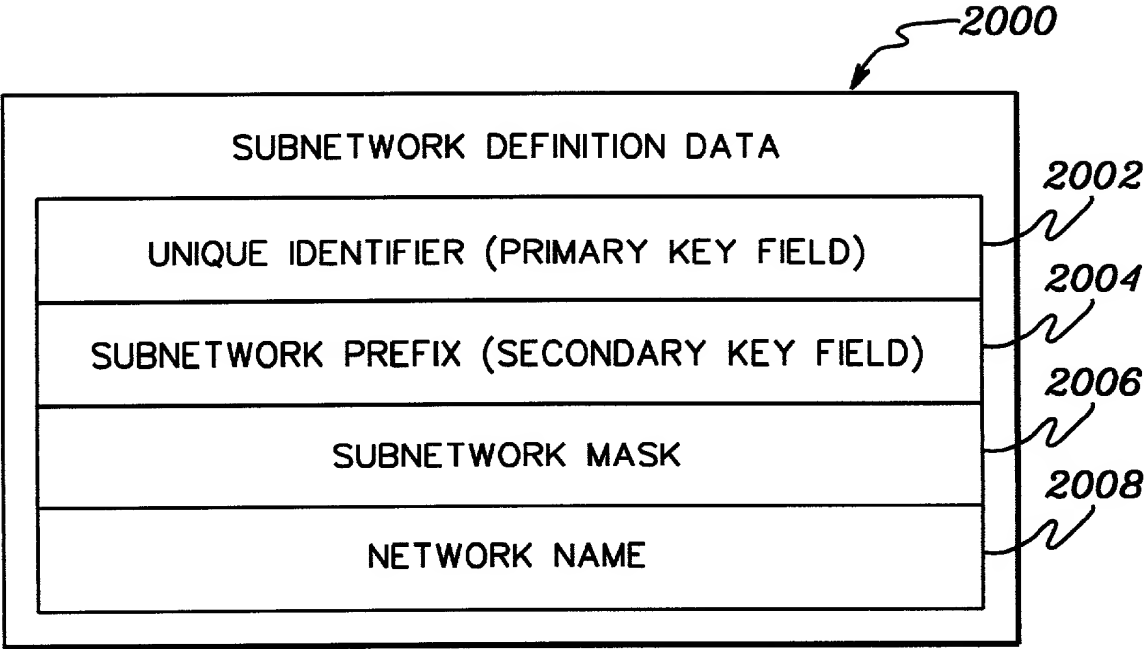 2000
SUBNETWORK DEFINITION DATA
2002
UNIQUE IDENTIFIER (PRIMARY KEY FIELD)
2004
SUBNETWORK PREFIX (SECONDARY KEY FIELD)
2006
SUBNETWORK MASK
2008
NETWORK NAME